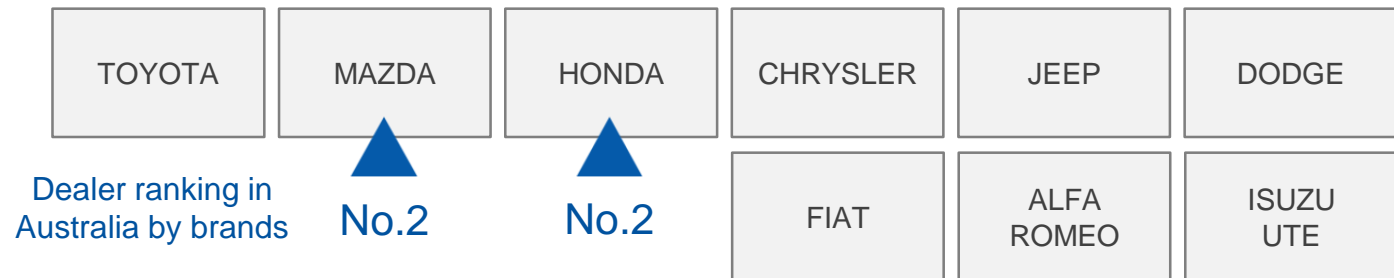 TOYOTA
MAZDA
HONDA
CHRYSLER
JEEP
DODGE
Dealer ranking in
Australia by brands
No.2
No.2
FIAT
ALFA
ROMEO
ISUZU
UTE